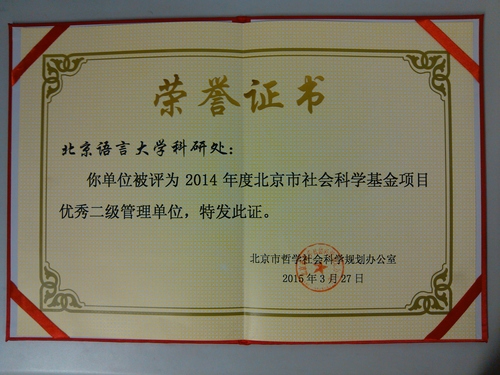 荣誉证书
北京语言大学科研处：
你单位被评为 2014 年度北京市社会科学基金项目
优秀二级管理单位，特发此证。
北京市哲学社会科学规划办公室
2015 年 3 月 27 日